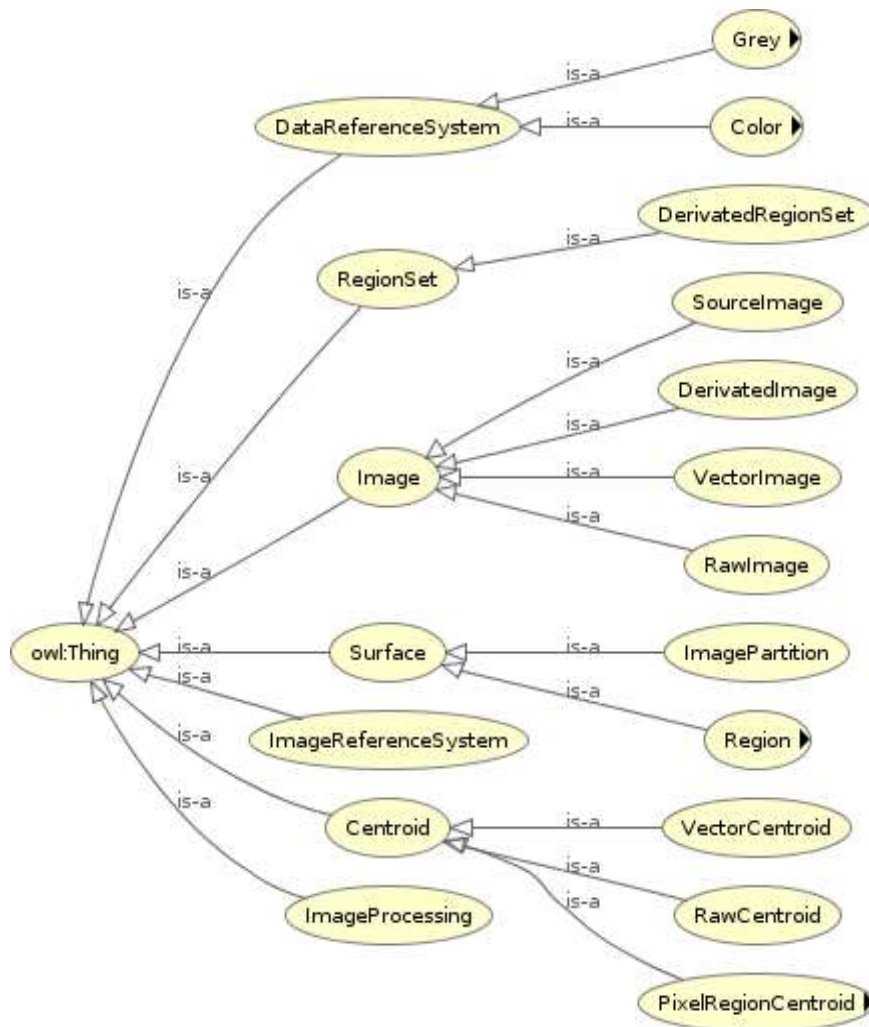 Grey
is-a
DataReferenceSystem
is-a
Color
DerivatedRegionSet
is-a
RegionSet
is-a
SourceImage
is-a
DerivatedImage
is-a
is-a
Image
is-a
VectorImage
is-a
RawImage
is-a
owl:Thing
is-a
Surface
is-a
ImagePartition
is-a
is-a
ImageReferenceSystem
Region
is-a
Centroid
is-a
VectorCentroid
is-a
is-a
ImageProcessing
RawCentroid
is-a
PixelRegionCentroid